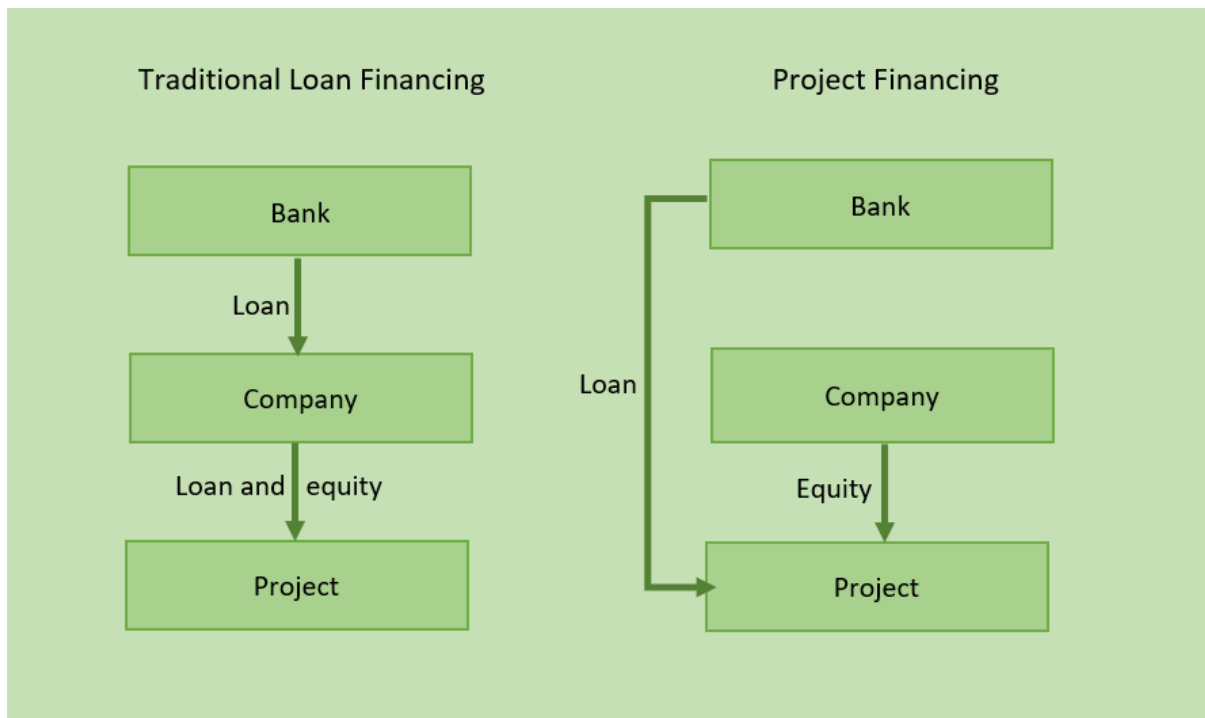 Traditional Loan Financing
Bank
Loan
Company
Loan and equity
Project
Project Financing
Bank
Loan
Company
Equity
Project